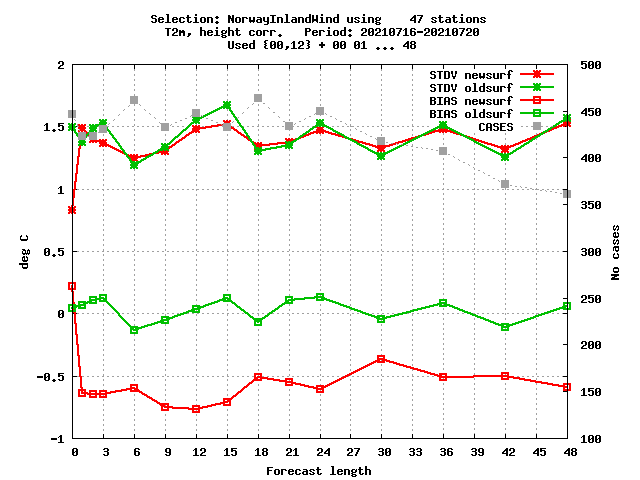 Selection: NorwayInlandWind using    47 stations
T2m, height corr.   Period: 20210716-20210720
Used {00,12} + 00 01 ... 48
2
1.5
1
0.5
0
-0.5
-1
deg C
500
450
400
350
300
250
200
150
100
No cases
STDV newsurf
STDV oldsurf
BIAS newsurf
BIAS oldsurf
CASES
0 3 6 9 12 15 18 21 24 27 30 33 36 39 42 45 48
Forecast length